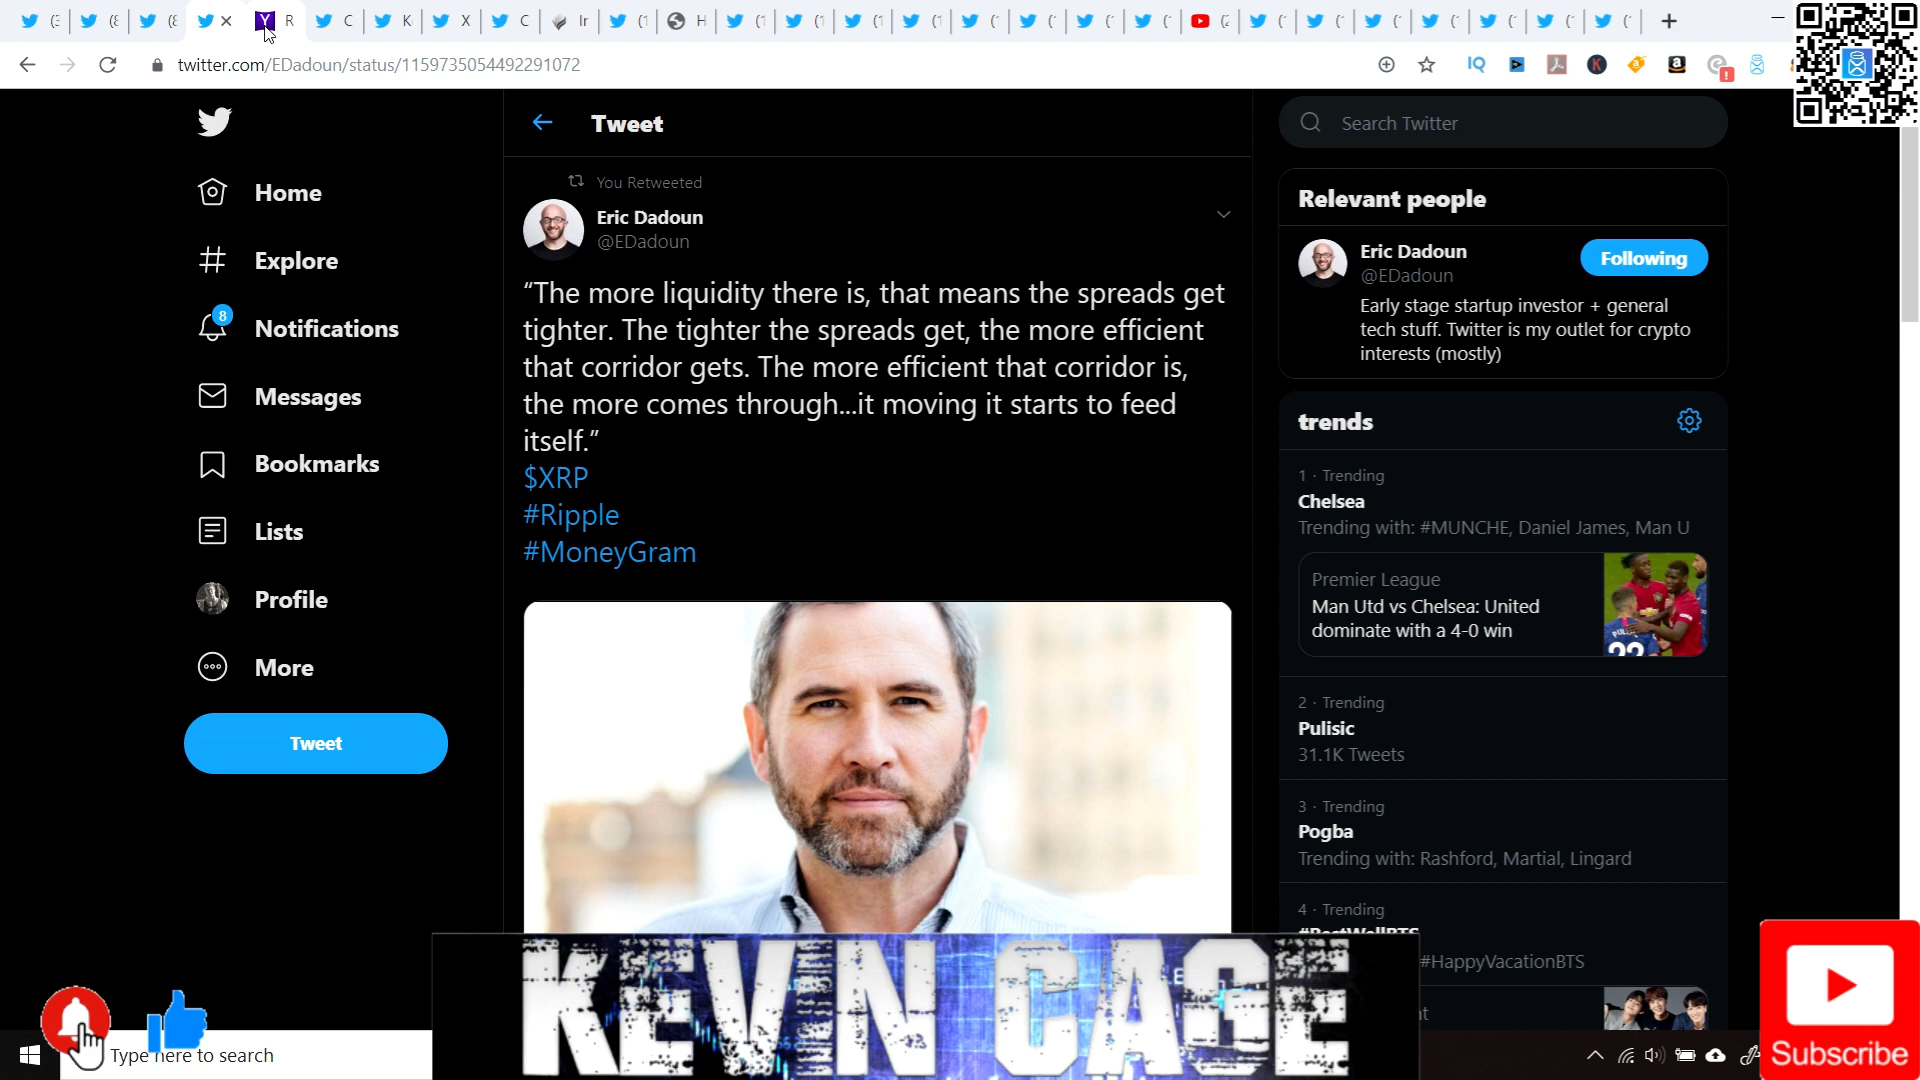 twitter.com/EDadoun/status/1159735054492291072
Tweet
Search Twitter
Home
Explore
8
Notifications
Messages
Bookmarks
Lists
Profile
More
Tweet
You Retweeted
Eric Dadoun
@EDadoun
“The more liquidity there is, that means the spreads get
tighter. The tighter the spreads get, the more efficient
that corridor gets. The more efficient that corridor is,
the more comes through...it moving it starts to feed
itself.”
$XRP
#Ripple
#MoneyGram
Relevant people
Eric Dadoun
@EDadoun
Following
Early stage startup investor + general
tech stuff. Twitter is my outlet for crypto
interests (mostly)
trends
1 · Trending
Chelsea
Trending with: #MUNCHE, Daniel James, Man U
Premier League
Man Utd vs Chelsea: United
dominate with a 4-0 win
2 · Trending
Pulisic
31.1K Tweets
3 · Trending
Pogba
Trending with: Rashford, Martial, Lingard
4 · Trending
#HappyVacationBTS
KEVIN CAGE
Type here to search
Subscribe